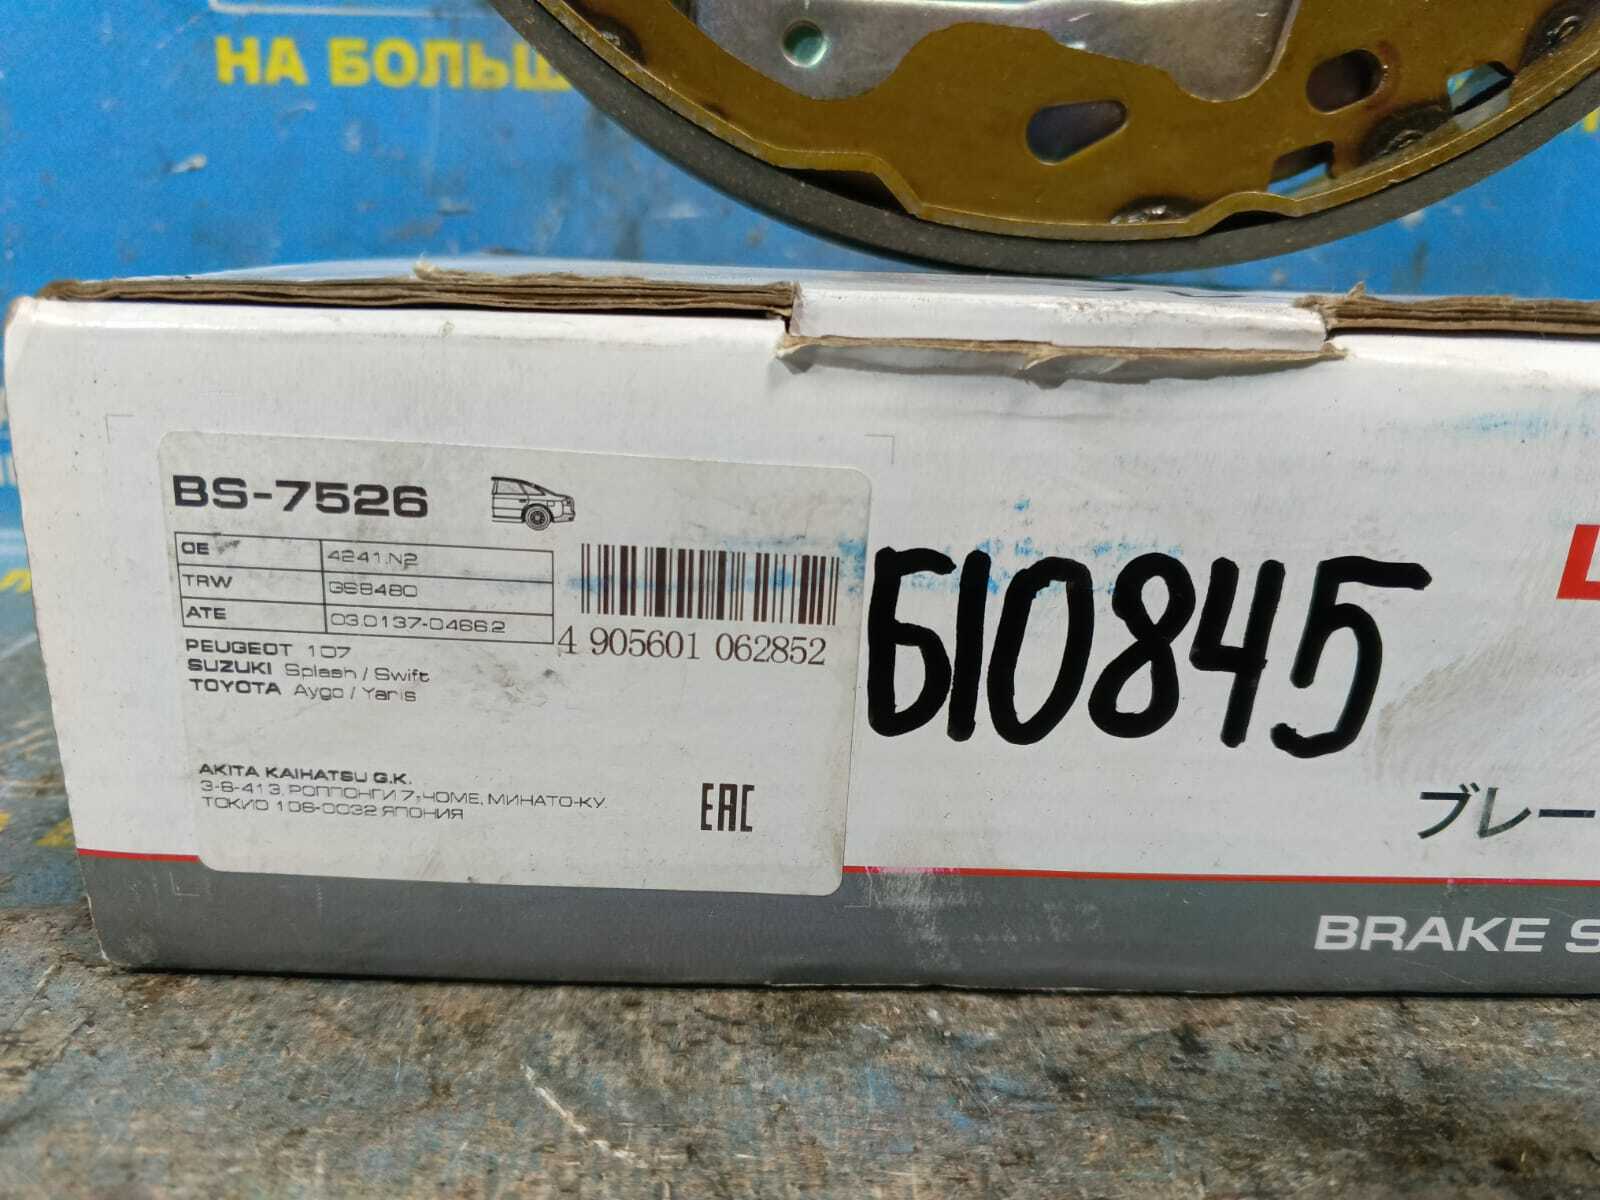 НА БОЛЬШ
BS-7526
OE 4241.N2
TRW GS8480
ATE 03.0137-0466.2
4 905601 062852
PEUGEOT 107
SUZUKI Splash / Swift
TOYOTA Aygo / Yaris
Б10845
AKITA KAIHATSU G.K.
3-8-413, РОППОНГИ 7-ЧОМЕ, МИНАТО-КУ,
ТОКИО 106-0032 ЯПОНИЯ
EAC
ブレー
BRAKE S